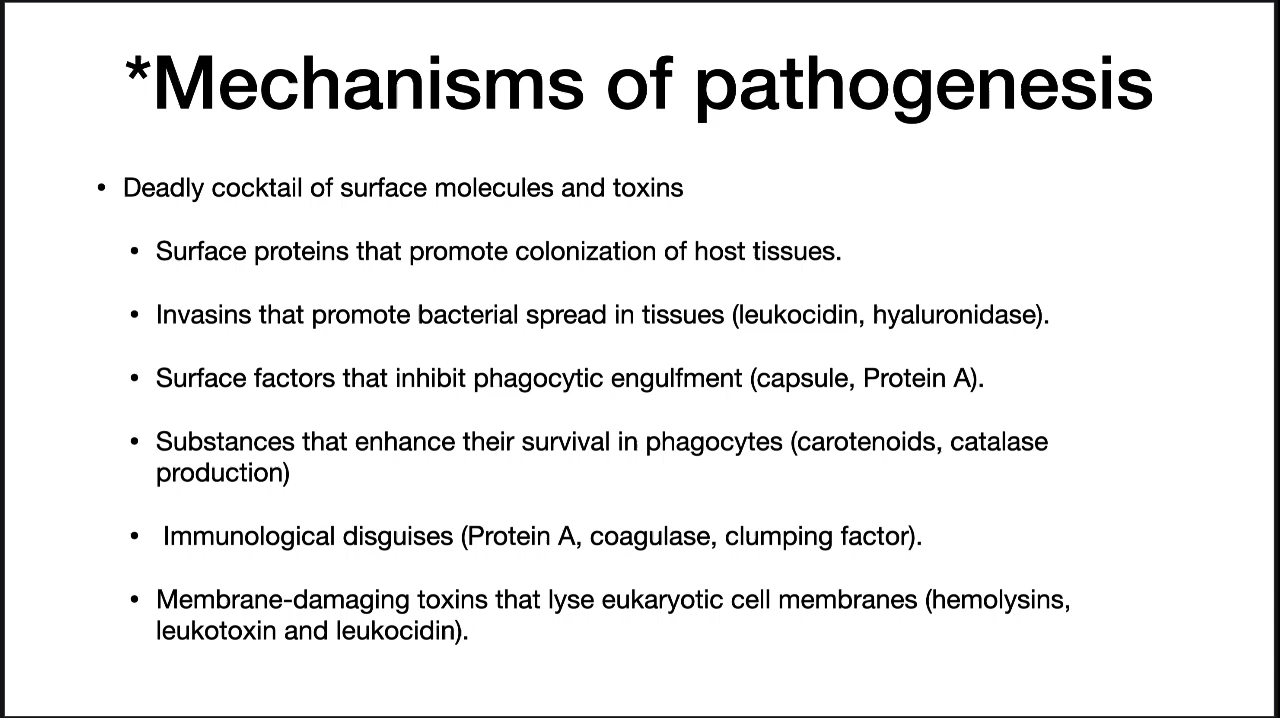 *Mechanisms of pathogenesis
• Deadly cocktail of surface molecules and toxins
• Surface proteins that promote colonization of host tissues.
• Invasins that promote bacterial spread in tissues (leukocidin, hyaluronidase).
• Surface factors that inhibit phagocytic engulfment (capsule, Protein A).
• Substances that enhance their survival in phagocytes (carotenoids, catalase
production)
• Immunological disguises (Protein A, coagulase, clumping factor).
• Membrane-damaging toxins that lyse eukaryotic cell membranes (hemolysins,
leukotoxin and leukocidin).